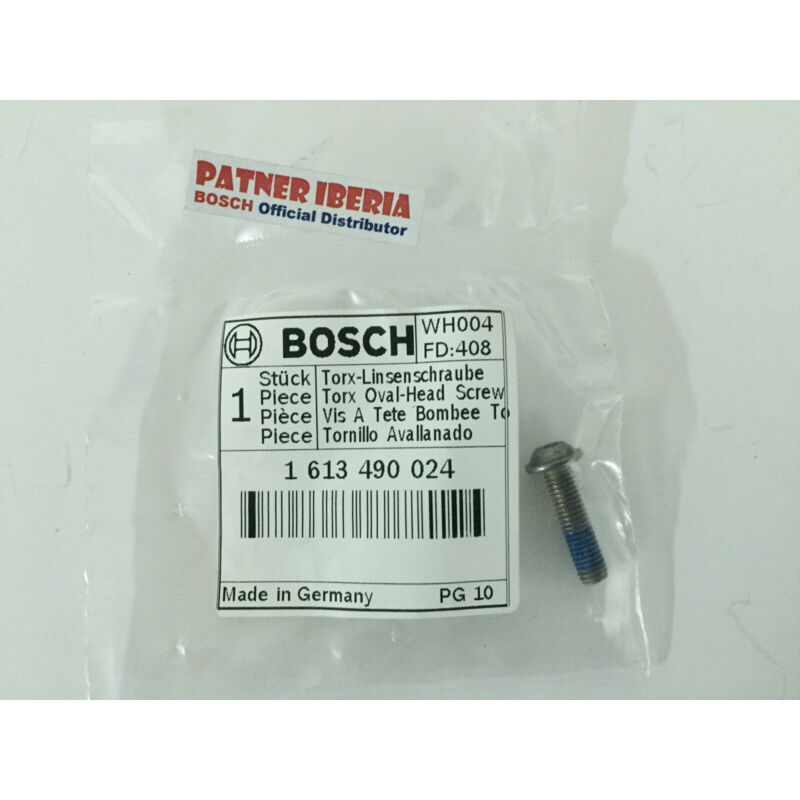 PATNER IBERIA
BOSCH Official Distributor
BOSCH
WH004
FD:408
1
Stück Torx-Linsenschraube
Piece Torx Oval-Head Screw
Pièce Vis A Tete Bombee To
Piece Tornillo Avallanado
1 613 490 024
Made in Germany PG 10